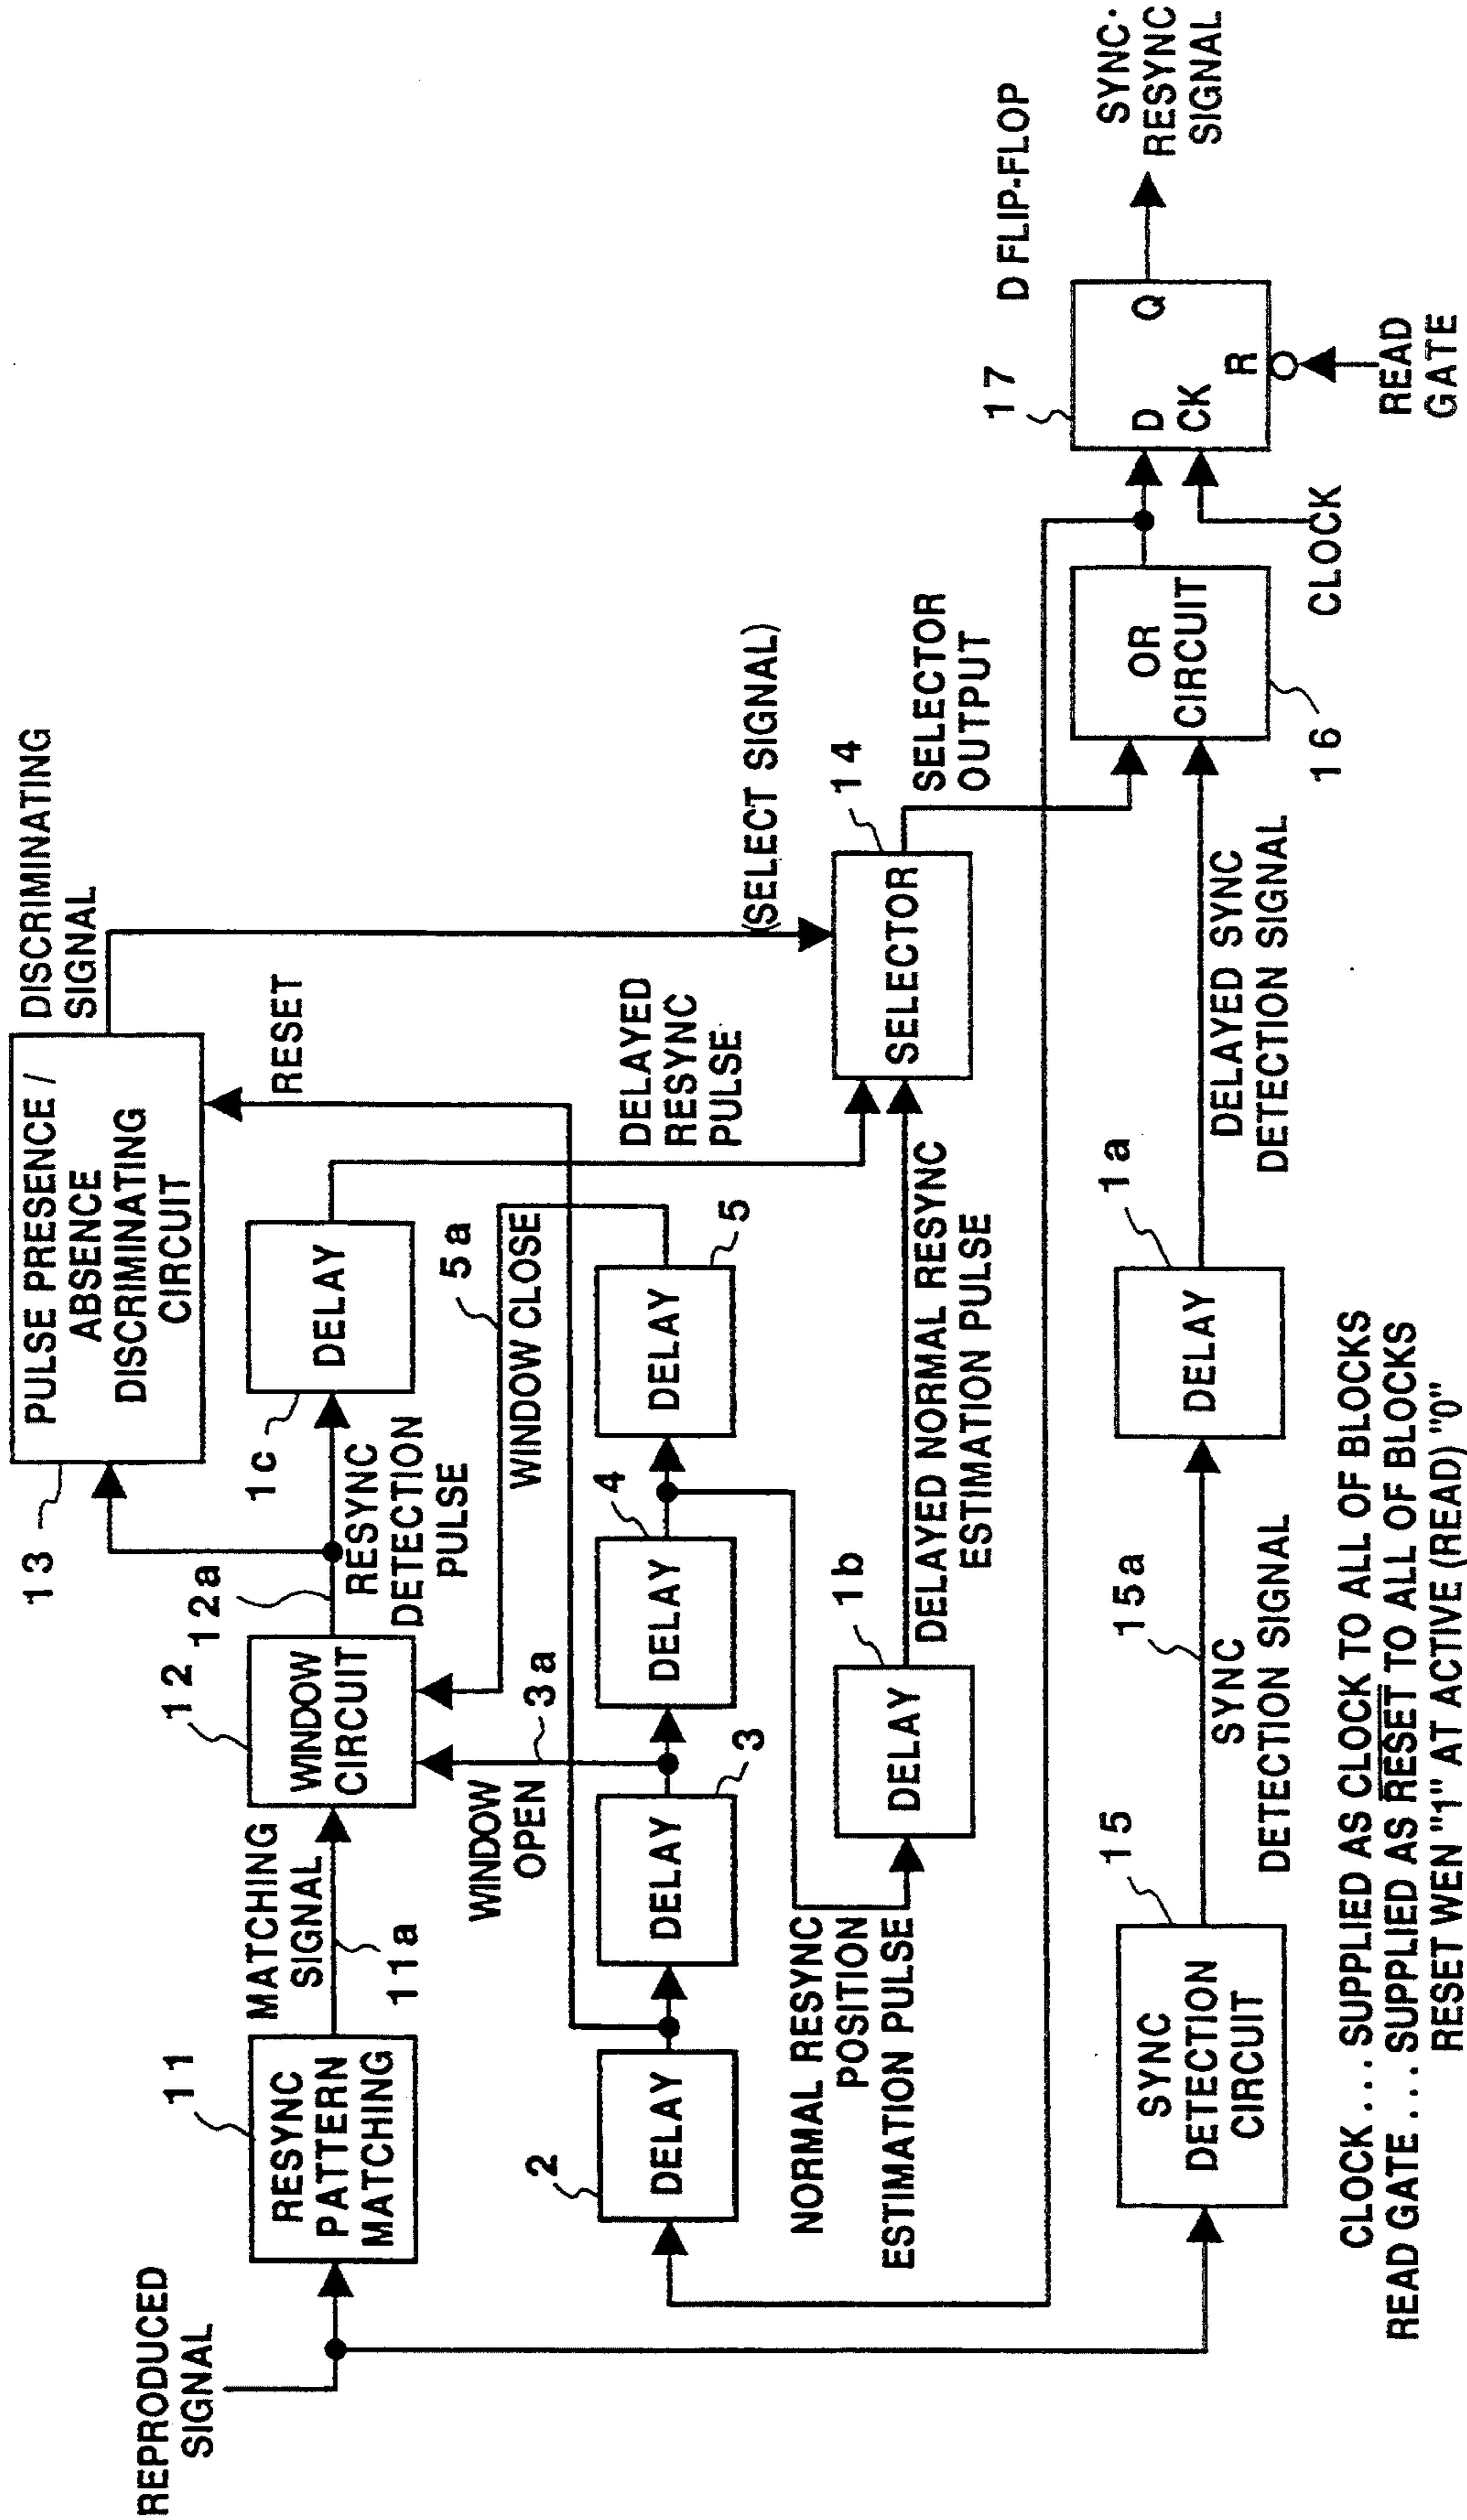 REPRODUCED
SIGNAL
11
RESYNC
PATTERN
MATCHING
MATCHING
SIGNAL
11a
12
WINDOW
CIRCUIT
12a
RESYNC
DETECTION
PULSE
13
PULSE PRESENCE /
ABSENCE
DISCRIMINATING
CIRCUIT
DISCRIMINATING
SIGNAL
RESET
1c
DELAY
WINDOW
OPEN
3a
5a
WINDOW CLOSE
2
DELAY
DELAY
3
4
DELAY
DELAY
5
DELAYED
RESYNC
PULSE
(SELECT SIGNAL)
NORMAL RESYNC
POSITION
ESTIMATION PULSE
1b
DELAY
DELAYED NORMAL RESYNC
ESTIMATION PULSE
14
SELECTOR
SELECTOR
OUTPUT
15
SYNC
DETECTION
CIRCUIT
15a
SYNC
DETECTION SIGNAL
1a
DELAY
DELAYED SYNC
DETECTION SIGNAL
OR
CIRCUIT
16
CLOCK
17
D FLIP-FLOP
D
CK
Q
R
READ
GATE
SYNC·
RESYNC
SIGNAL
CLOCK . . . SUPPLIED AS CLOCK TO ALL OF BLOCKS
READ GATE . . . SUPPLIED AS RESET TO ALL OF BLOCKS
RESET WEN "1" AT ACTIVE (READ) "0"